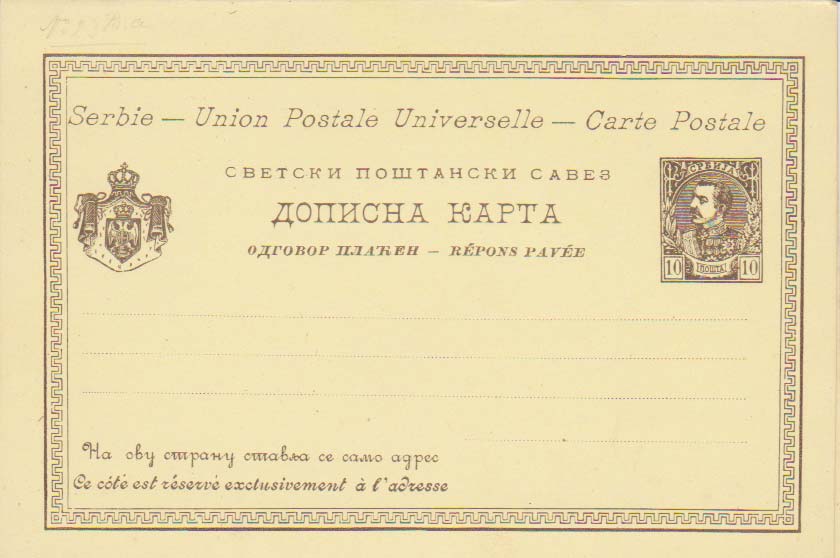 Serbie — Union Postale Universelle — Carte Postale
СВЕТСКИ ПОШТАНСКИ САВЕЗ
ДОПИСНА КАРТА
ОДГОВОР ПЛАЋЕН — RÉPONS PAVÉE
СРБИЈА
10 ПОШТА 10
На ову страну ставља се само адрес
Ce côté est réservé exclusivement à l'adresse